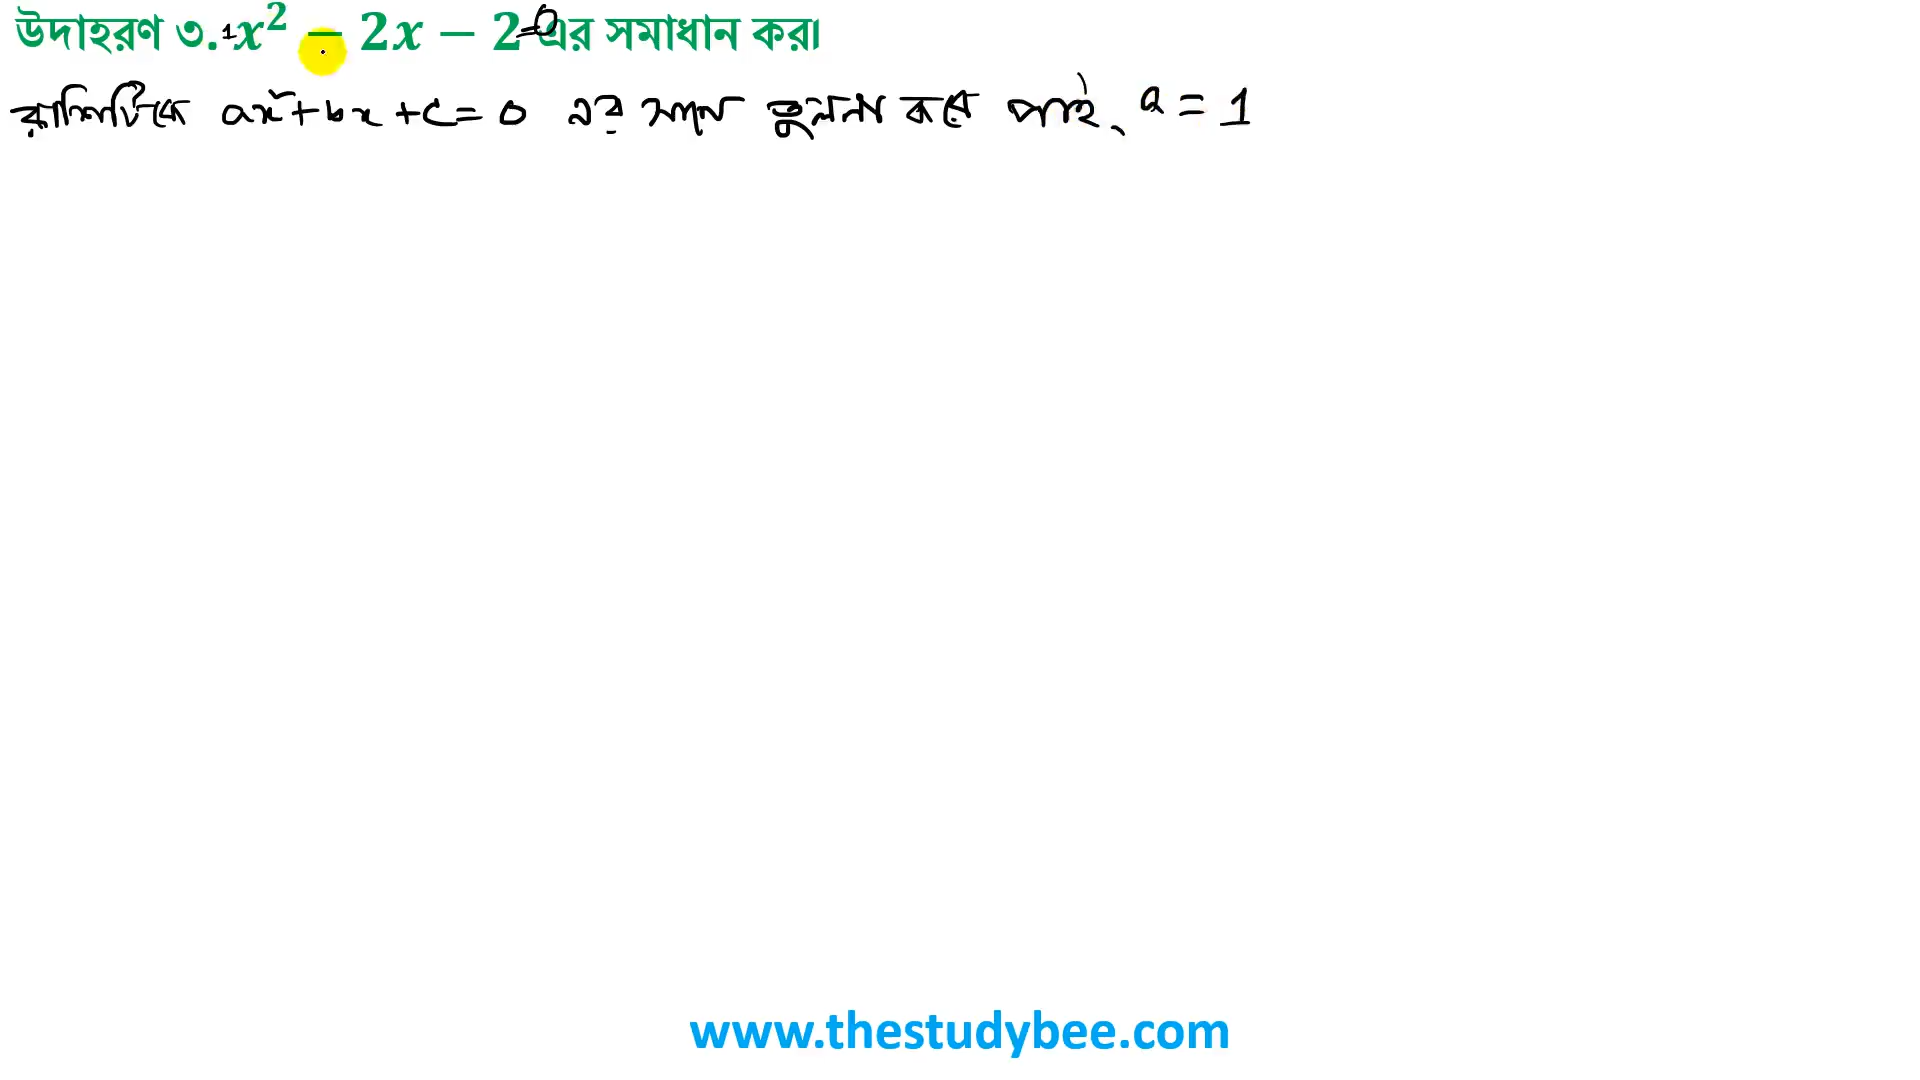 উদাহরণ ৩. 1x² − 2x − 2 =0 এর সমাধান কর।
রাশিটিকে ax²+bx+c=0 এর সাথে তুলনা করে পাই, a = 1
www.thestudybee.com